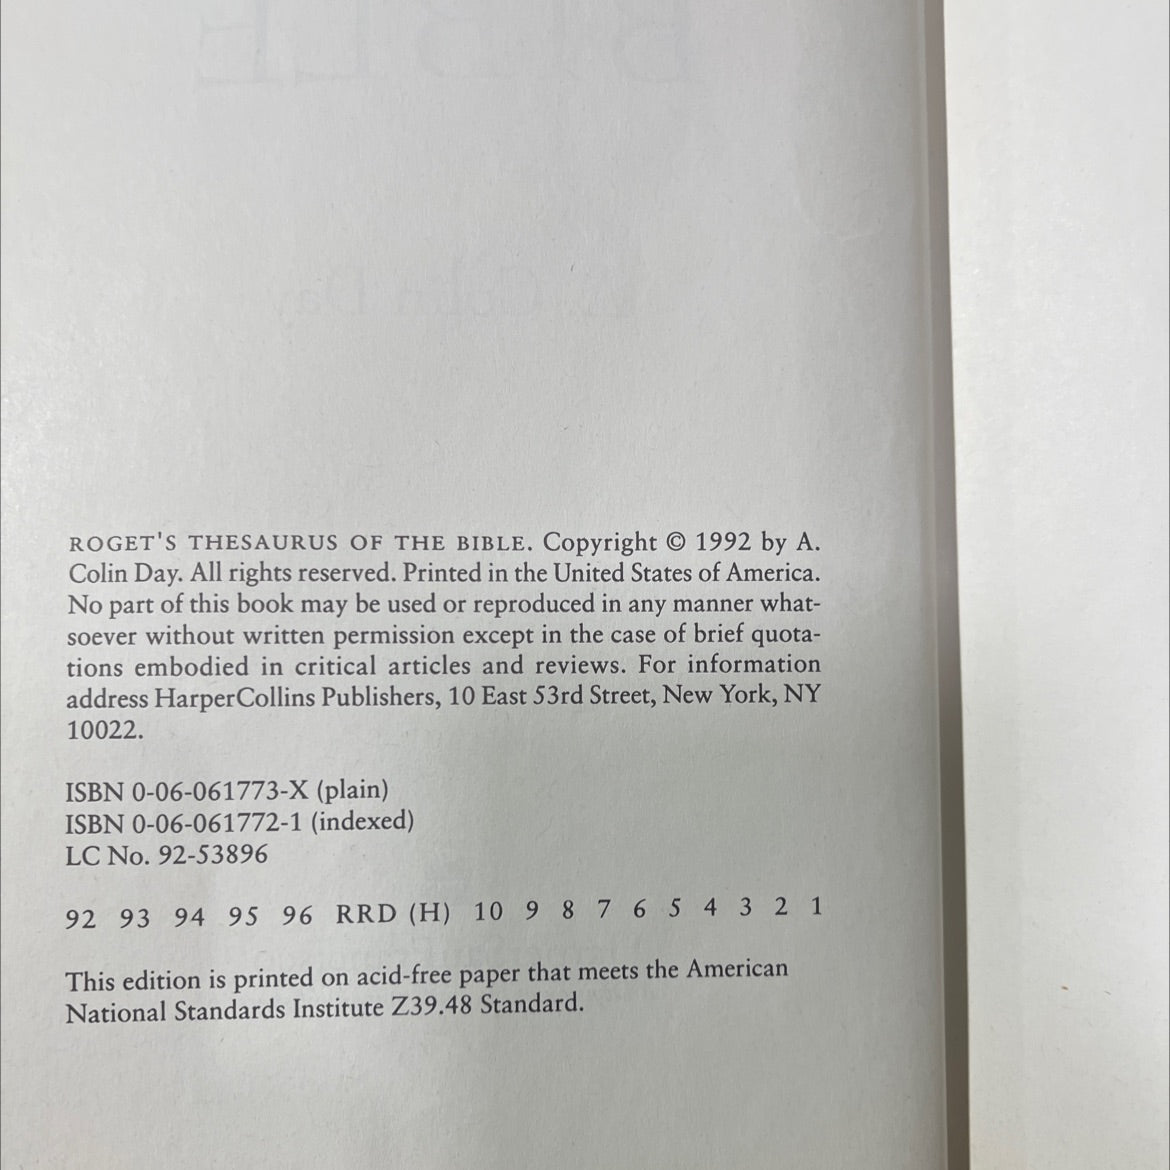 ROGET'S THESAURUS OF THE BIBLE. Copyright © 1992 by A.
Colin Day. All rights reserved. Printed in the United States of America.
No part of this book may be used or reproduced in any manner what-
soever without written permission except in the case of brief quota-
tions embodied in critical articles and reviews. For information
address HarperCollins Publishers, 10 East 53rd Street, New York, NY
10022.
ISBN 0-06-061773-X (plain)
ISBN 0-06-061772-1 (indexed)
LC No. 92-53896
92 93 94 95 96 RRD (H) 10 9 8 7 6 5 4 3 2 1
This edition is printed on acid-free paper that meets the American
National Standards Institute Z39.48 Standard.